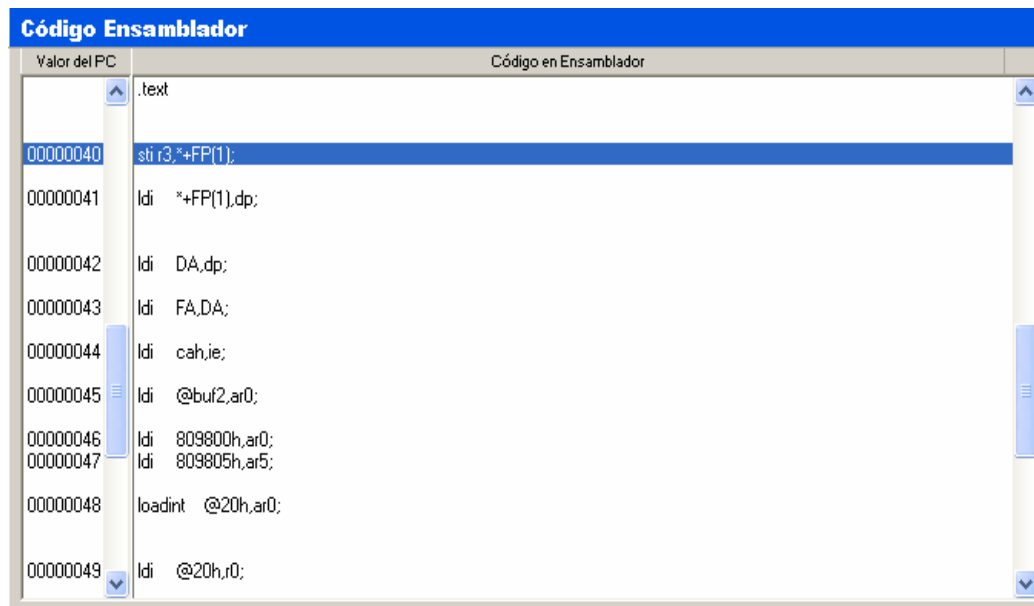 Código Ensamblador
Valor del PC Código en Ensamblador
.text
00000040 sti r3,*+FP(1);
00000041 ldi *+FP(1),dp;
00000042 ldi DA,dp;
00000043 ldi FA,DA;
00000044 ldi cah,ie;
00000045 ldi @buf2,ar0;
00000046 ldi 809800h,ar0;
00000047 ldi 809805h,ar5;
00000048 loadint @20h,ar0;
00000049 ldi @20h,r0;